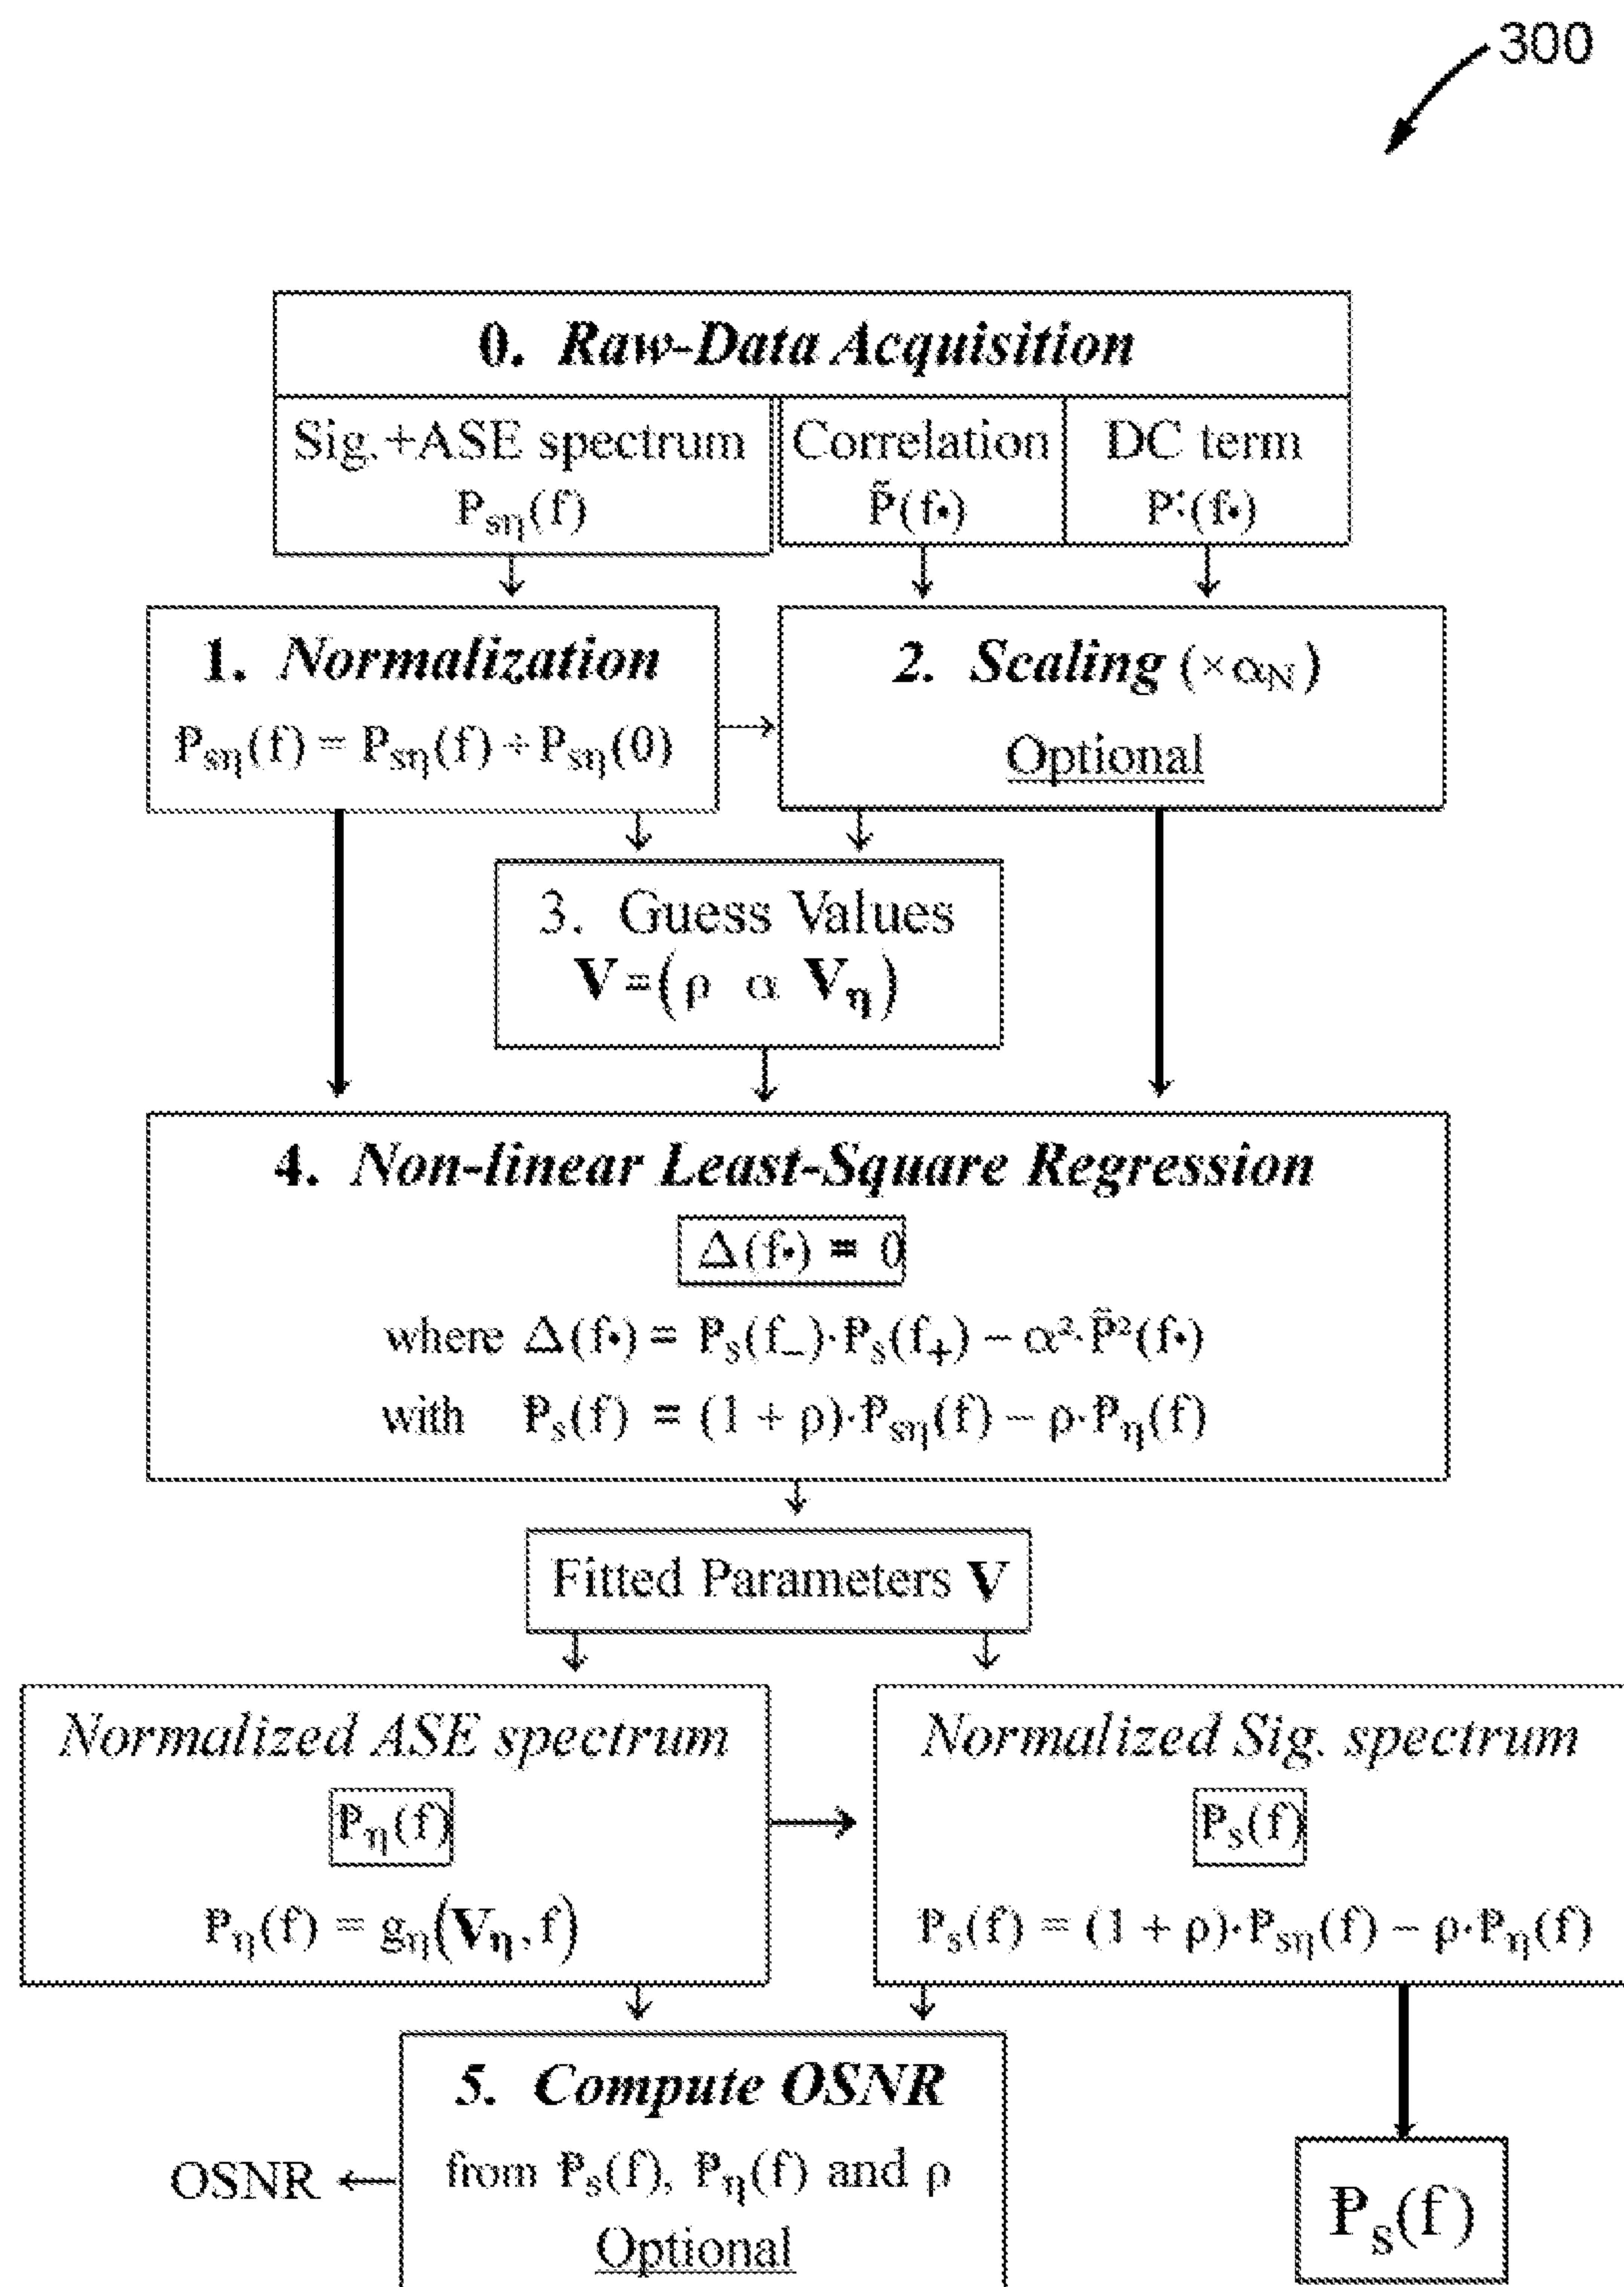 300
0. Raw-Data Acquisition
Sig.+ASE spectrum
Psη(f)
Correlation
P̃(f•)
DC term
P:(f•)
1. Normalization
Psη(f) = Psη(f) ÷ Psη(0)
2. Scaling (×αN)
Optional
3. Guess Values
V=(ρ α Vη)
4. Non-linear Least-Square Regression
Δ(f•) = 0
where Δ(f•) = Ps(f−)·Ps(f+) − α²·P̃²(f•)
with Ps(f) = (1 + ρ)·Psη(f) − ρ·Pη(f)
Fitted Parameters V
Normalized ASE spectrum
Pη(f)
Pη(f) = gη(Vη, f)
Normalized Sig. spectrum
Ps(f)
Ps(f) = (1 + ρ)·Psη(f) − ρ·Pη(f)
5. Compute OSNR
from Ps(f), Pη(f) and ρ
Optional
OSNR
Ps(f)